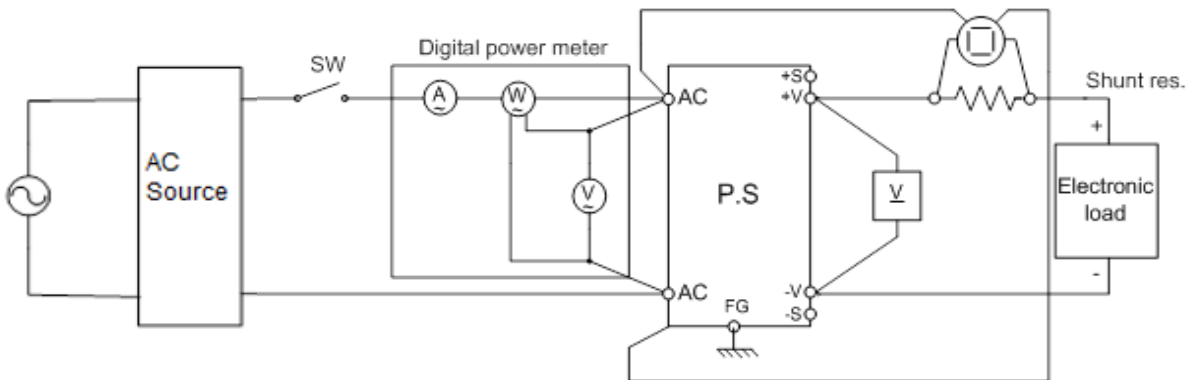 Digital power meter
SW
AC
Source
A
W
V
AC
AC
P.S
FG
+S
+V
-V
-S
V
Shunt res.
+
Electronic
load
-